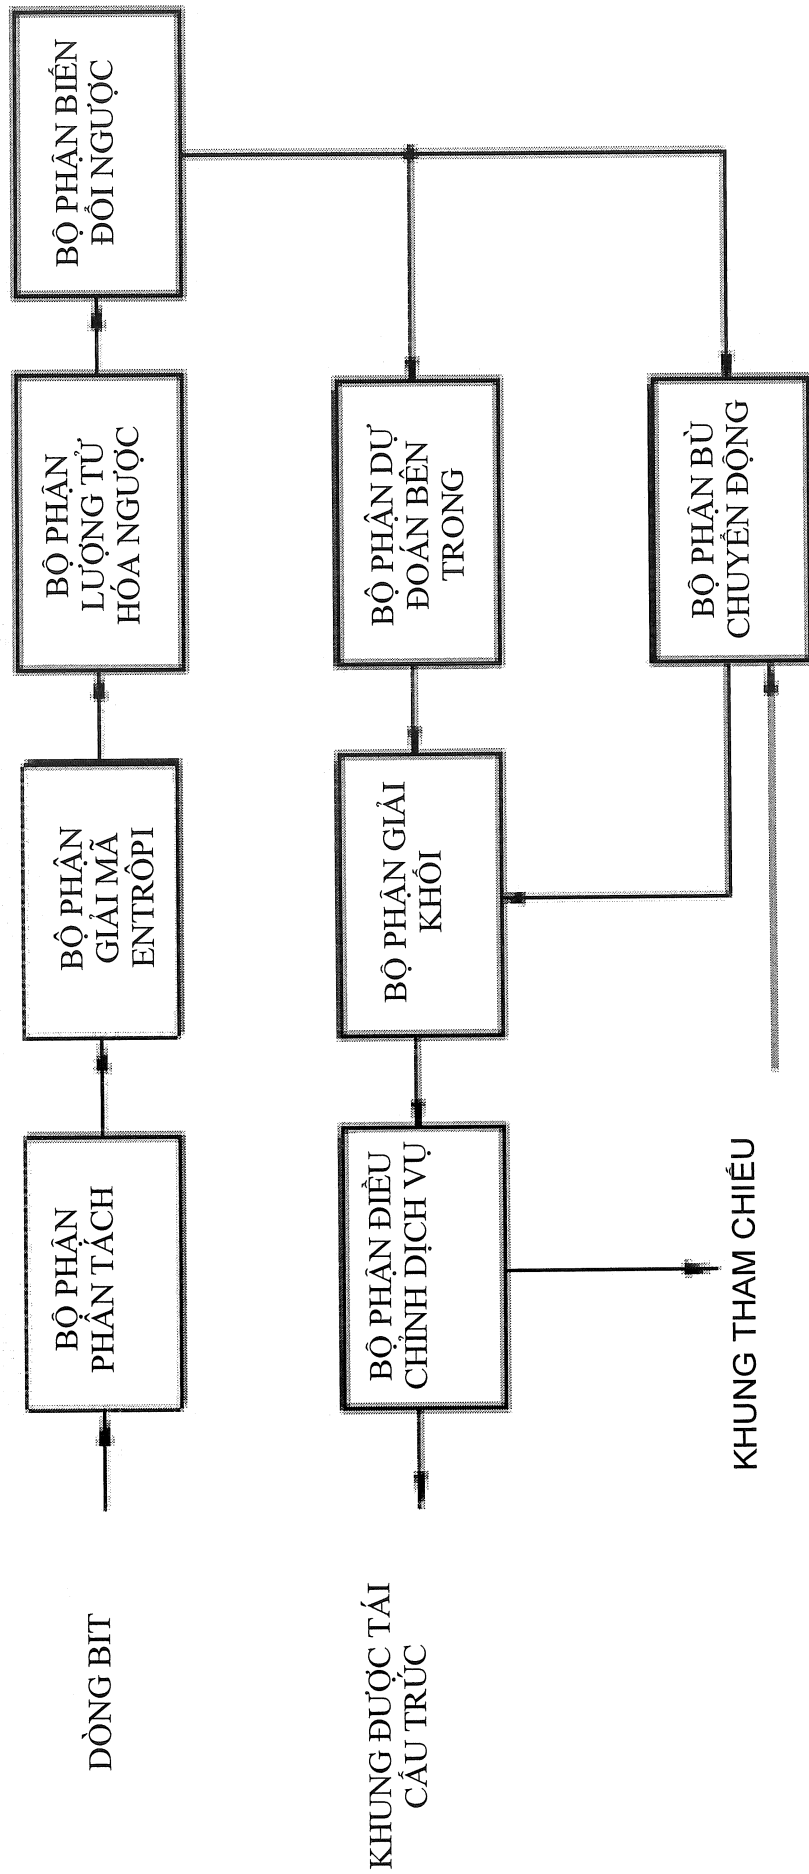 DÒNG BIT
BỘ PHẬN
PHÂN TÁCH
BỘ PHẬN
GIẢI MÃ
ENTRÔPI
BỘ PHẬN
LƯỢNG TỬ
HÓA NGƯỢC
BỘ PHẬN BIẾN
ĐỔI NGƯỢC
KHUNG ĐƯỢC TÁI
CẤU TRÚC
BỘ PHẬN ĐIỀU
CHỈNH DỊCH VỤ
BỘ PHẬN GIẢI
KHỐI
BỘ PHẬN DỰ
ĐOÁN BÊN
TRONG
KHUNG THAM CHIẾU
BỘ PHẬN BÙ
CHUYỂN ĐỘNG